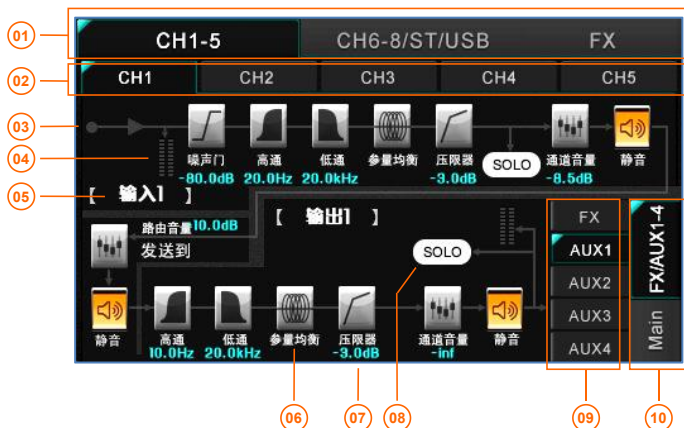 01
CH1-5 CH6-8/ST/USB FX
02
CH1 CH2 CH3 CH4 CH5
03
04
噪声门 高通 低通 参量均衡 压限器 SOLO 通道音量 静音
-80.0dB 20.0Hz 20.0kHz -3.0dB -8.5dB
05
【 输入1 】
路由音量10.0dB
发送到
静音
【 输出1 】
SOLO
高通 低通 参量均衡 压限器 通道音量 静音
10.0Hz 20.0kHz -3.0dB -inf
FX
AUX1
AUX2
AUX3
AUX4
FX/AUX1-4
Main
06 07 08 09 10